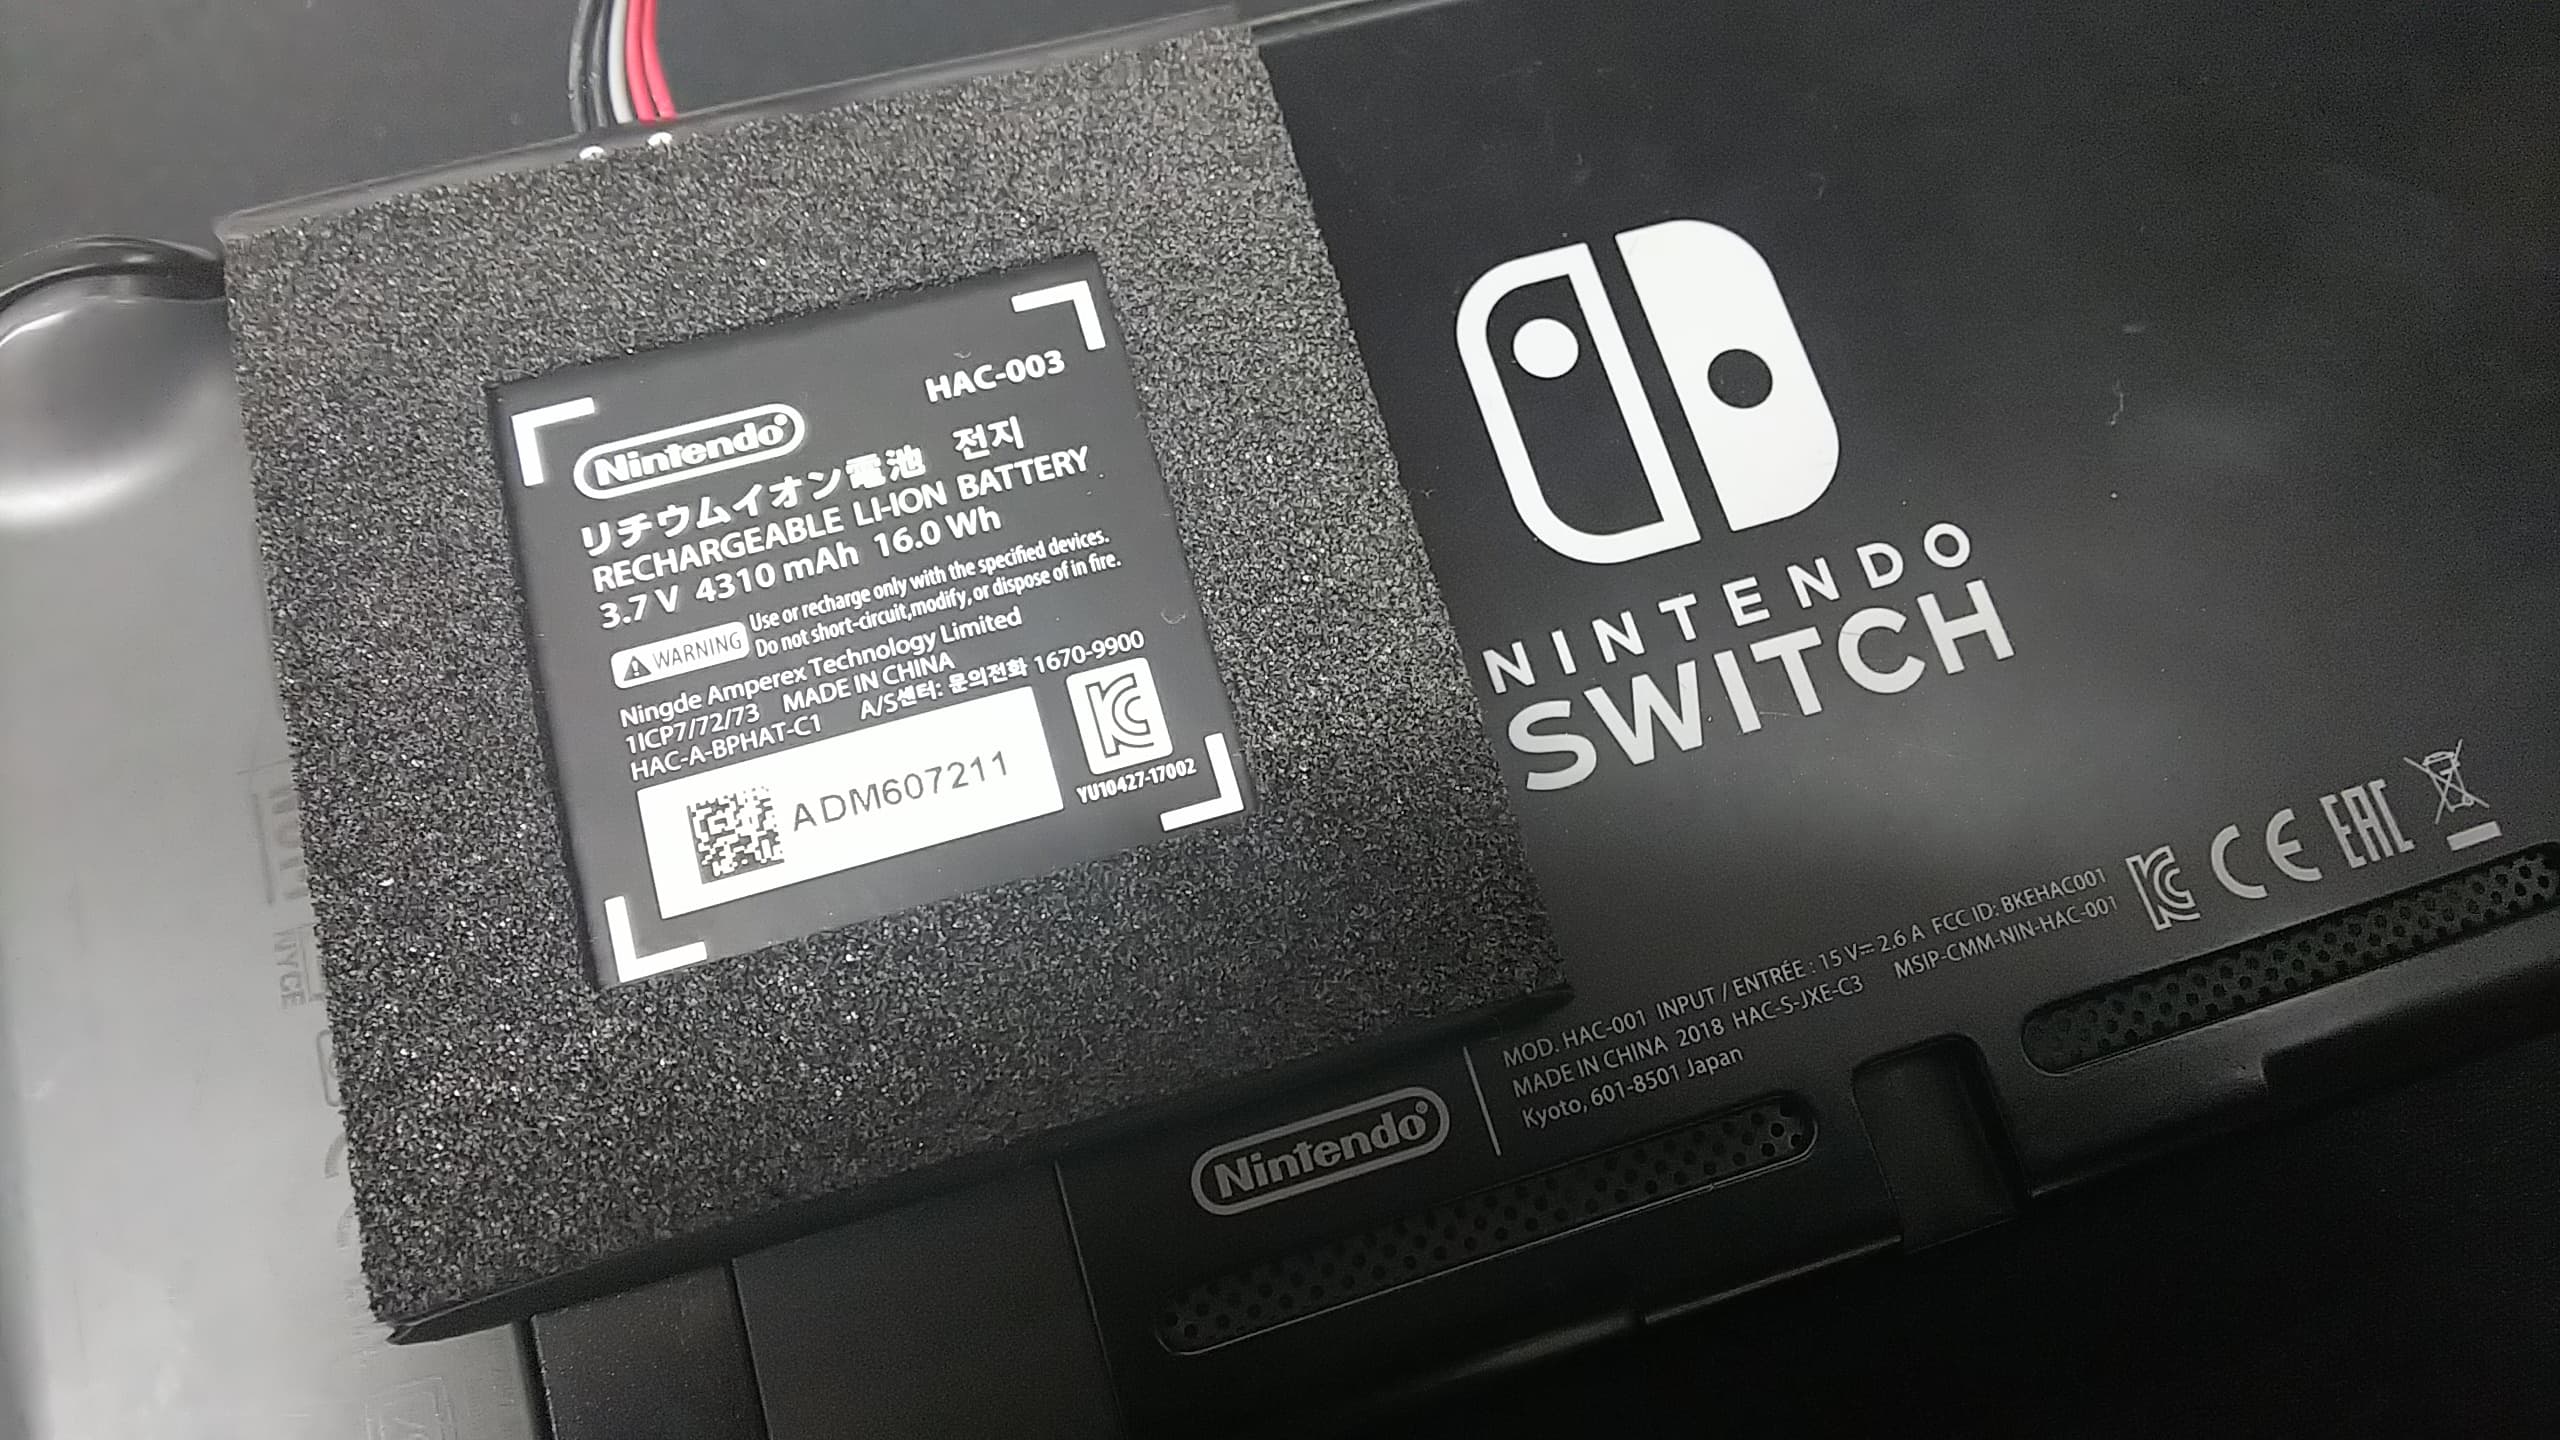 HAC-003
Nintendo®
リチウムイオン電池 전지
RECHARGEABLE LI-ION BATTERY
3.7 V 4310 mAh 16.0 Wh
WARNING
Use or recharge only with the specified devices.
Do not short-circuit,modify,or dispose of in fire.
Ningde Amperex Technology Limited
1ICP7/72/73 MADE IN CHINA
HAC-A-BPHAT-C1 A/S센터: 문의전화 1670-9900
ADM607211
YU10427-17002
NINTENDO
SWITCH
Nintendo®
MOD. HAC-001 INPUT / ENTRÉE : 15 V⎓ 2.6 A FCC ID: BKEHAC001
MADE IN CHINA 2018 HAC-S-JXE-C3 MSIP-CMM-NIN-HAC-001
Kyoto, 601-8501 Japan
CE
EAC